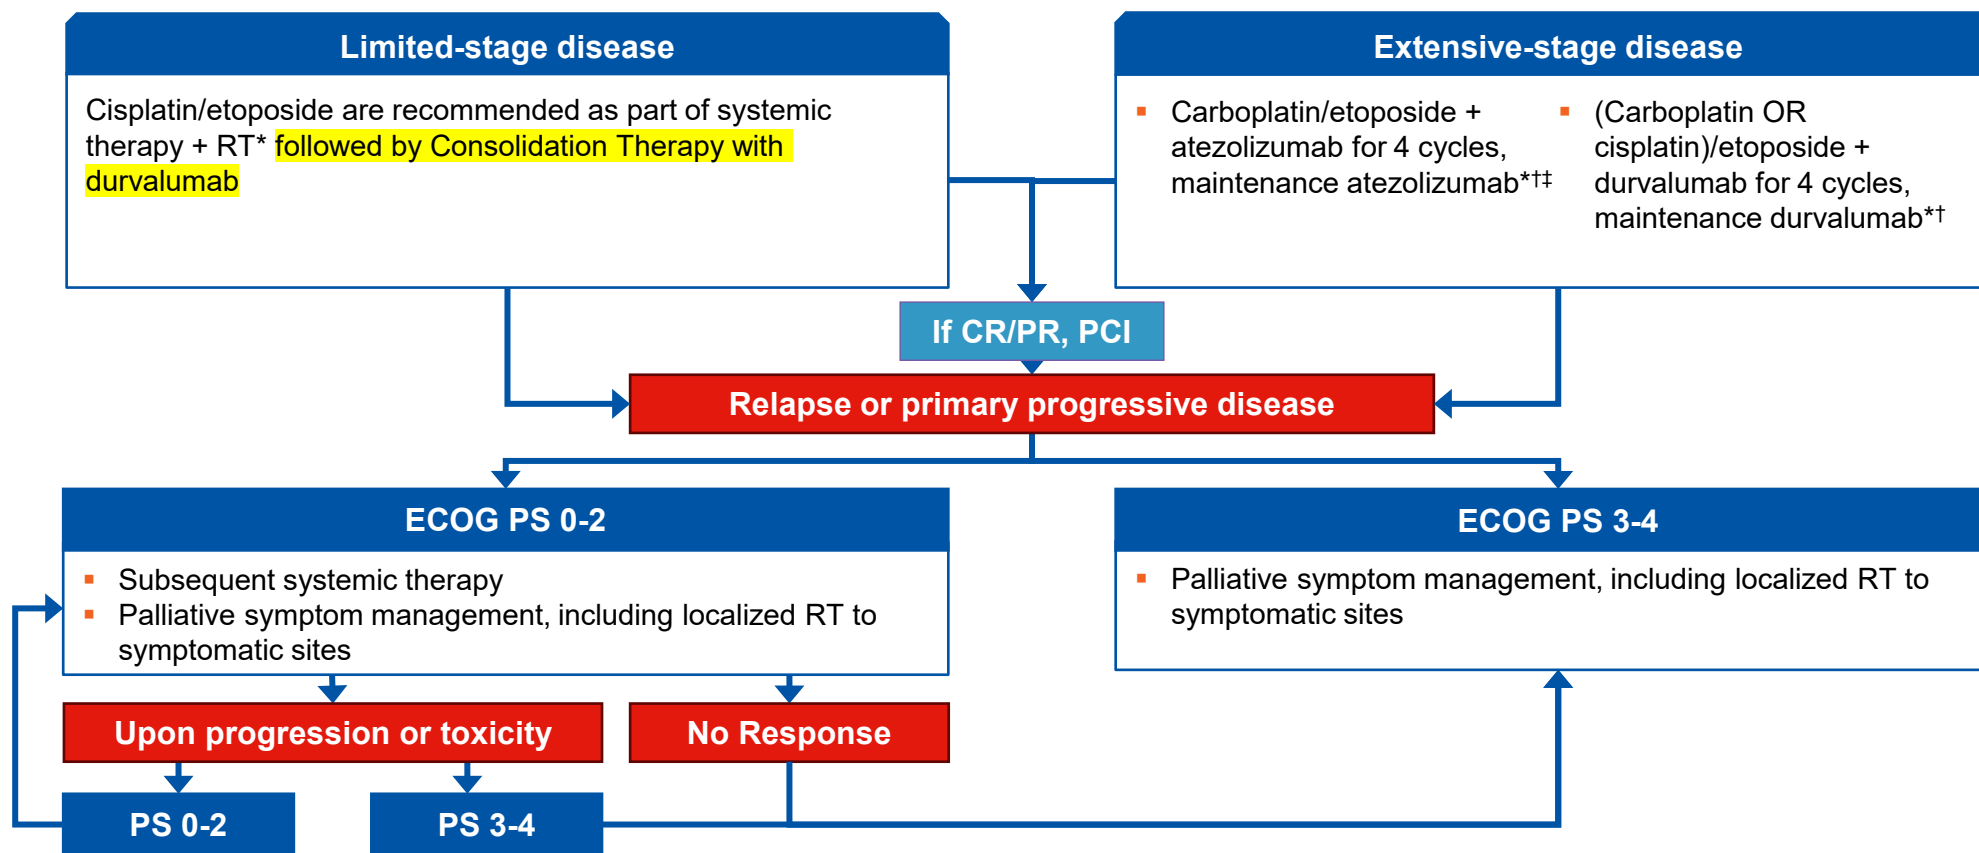 Limited-stage disease
Cisplatin/etoposide are recommended as part of systemic
therapy + RT* followed by Consolidation Therapy with
durvalumab
Extensive-stage disease
▪ Carboplatin/etoposide +
atezolizumab for 4 cycles,
maintenance atezolizumab*†‡
▪ (Carboplatin OR
cisplatin)/etoposide +
durvalumab for 4 cycles,
maintenance durvalumab*†
If CR/PR, PCI
Relapse or primary progressive disease
ECOG PS 0-2
▪ Subsequent systemic therapy
▪ Palliative symptom management, including localized RT to
symptomatic sites
ECOG PS 3-4
▪ Palliative symptom management, including localized RT to
symptomatic sites
Upon progression or toxicity
No Response
PS 0-2
PS 3-4